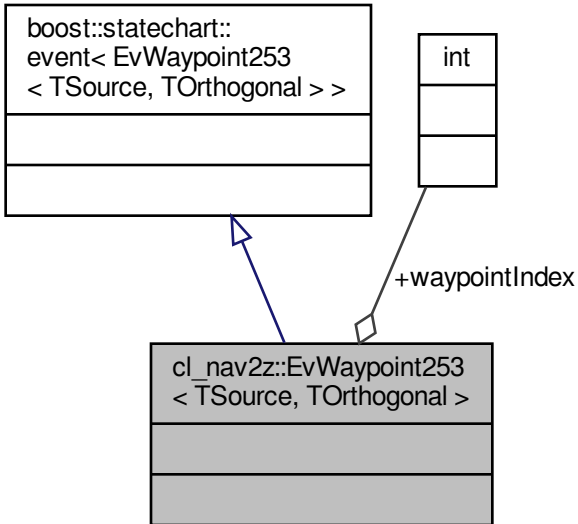 boost::statechart::
event< EvWaypoint253
< TSource, TOrthogonal > >
int
+waypointIndex
cl_nav2z::EvWaypoint253
< TSource, TOrthogonal >